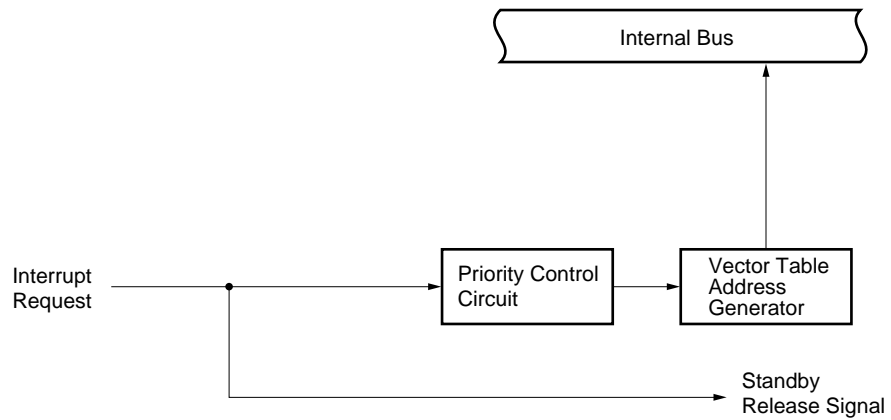 Internal Bus
Interrupt
Request
Priority Control
Circuit
Vector Table
Address
Generator
Standby
Release Signal